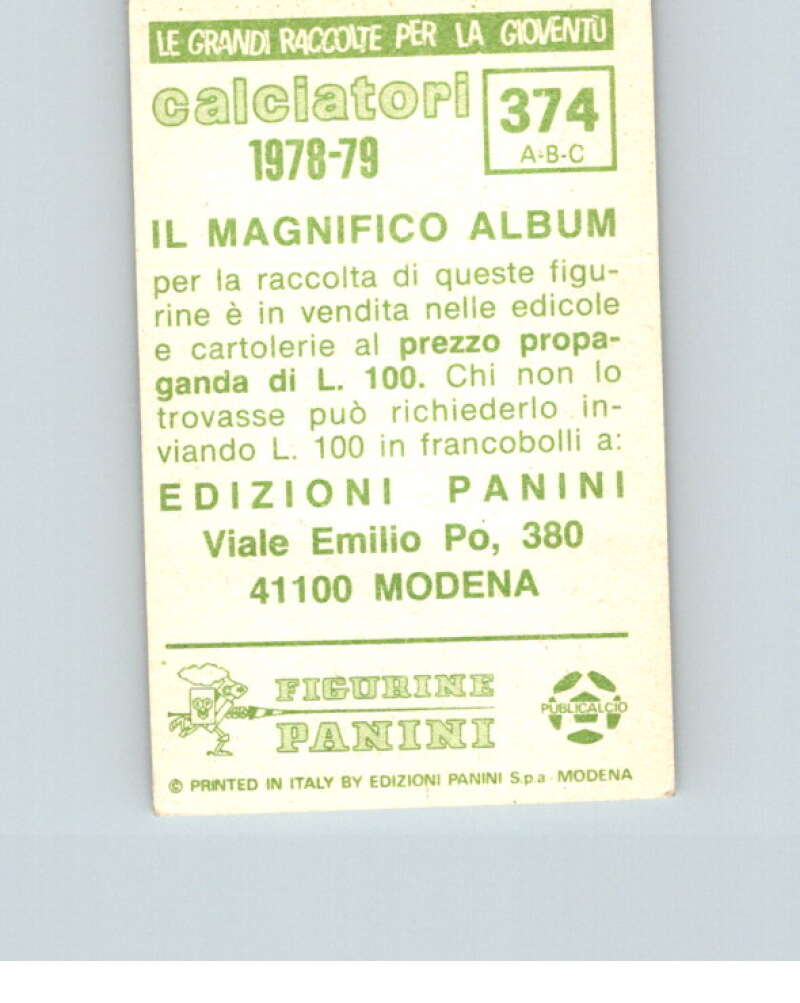 LE GRANDI RACCOLTE PER LA GIOVENTÙ
calciatori
1978-79
374
A-B-C
IL MAGNIFICO ALBUM
per la raccolta di queste figu-
rine è in vendita nelle edicole
e cartolerie al prezzo propa-
ganda di L. 100. Chi non lo
trovasse può richiederlo in-
viando L. 100 in francobolli a:
EDIZIONI PANINI
Viale Emilio Po, 380
41100 MODENA
FIGURINE
PANINI
PUBLICALCIO
© PRINTED IN ITALY BY EDIZIONI PANINI S.p.a - MODENA